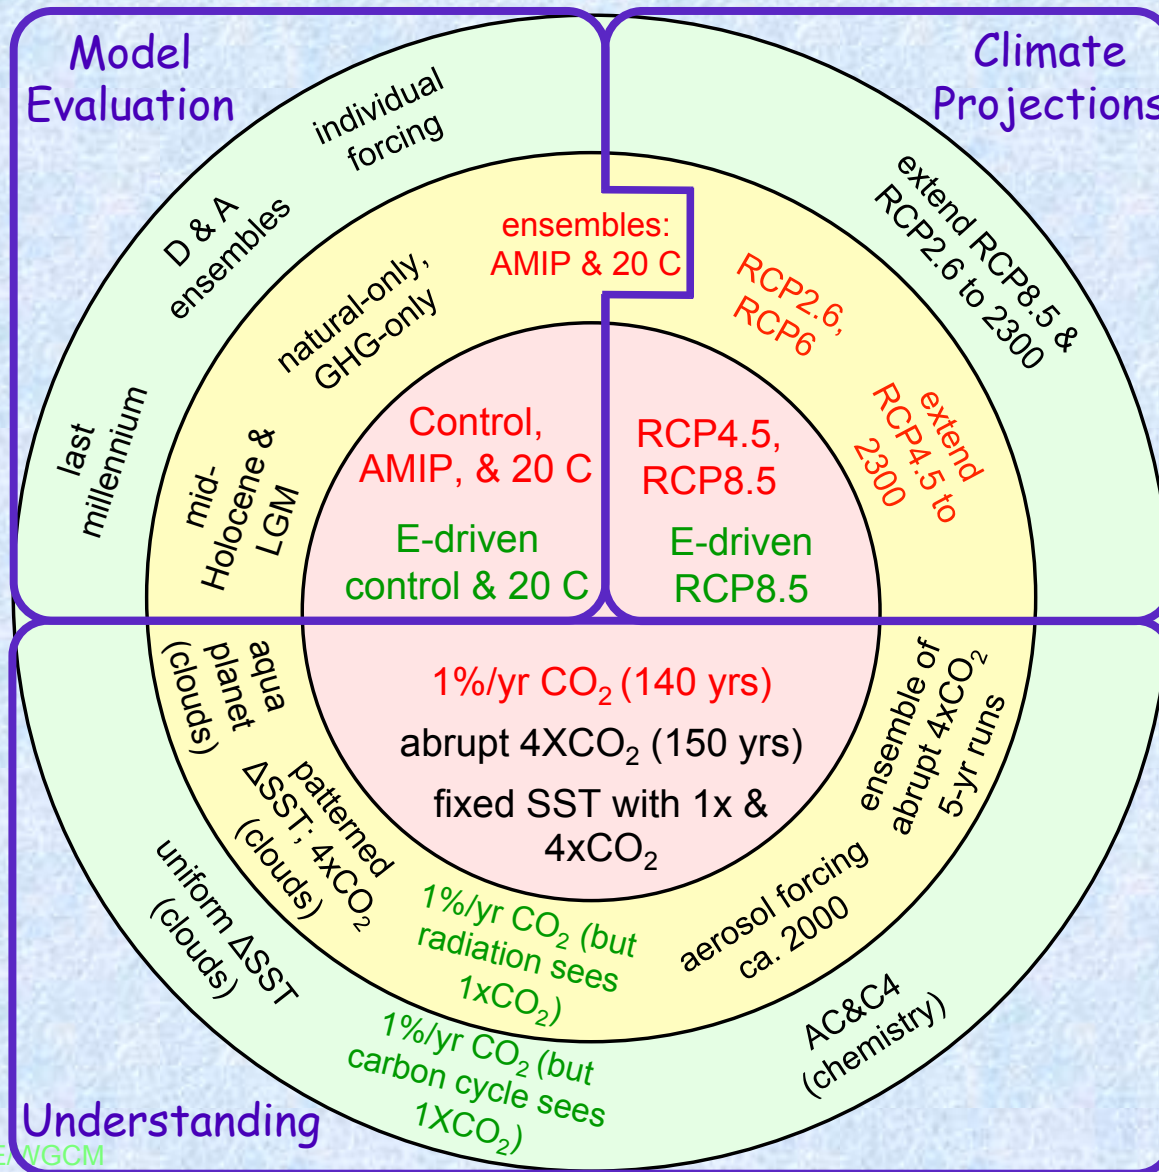 Model
Evaluation
Climate
Projections
individual
forcing
D & A
ensembles
last
millennium
extend RCP8.5 &
RCP2.6 to 2300
ensembles:
AMIP & 20 C
natural-only,
GHG-only
mid-
Holocene &
LGM
RCP2.6,
RCP6
extend
RCP4.5 to
2300
Control,
AMIP, & 20 C
E-driven
control & 20 C
RCP4.5,
RCP8.5
E-driven
RCP8.5
1%/yr CO₂ (140 yrs)
abrupt 4XCO₂ (150 yrs)
fixed SST with 1x &
4xCO₂
aqua
planet
(clouds)
patterned
ΔSST; 4xCO₂
(clouds)
1%/yr CO₂ (but
radiation sees
1xCO₂)
aerosol forcing
ca. 2000
ensemble of
abrupt 4xCO₂
5-yr runs
uniform ΔSST
(clouds)
1%/yr CO₂ (but
carbon cycle sees
1XCO₂)
AC&C4
(chemistry)
Understanding
E/WGCM